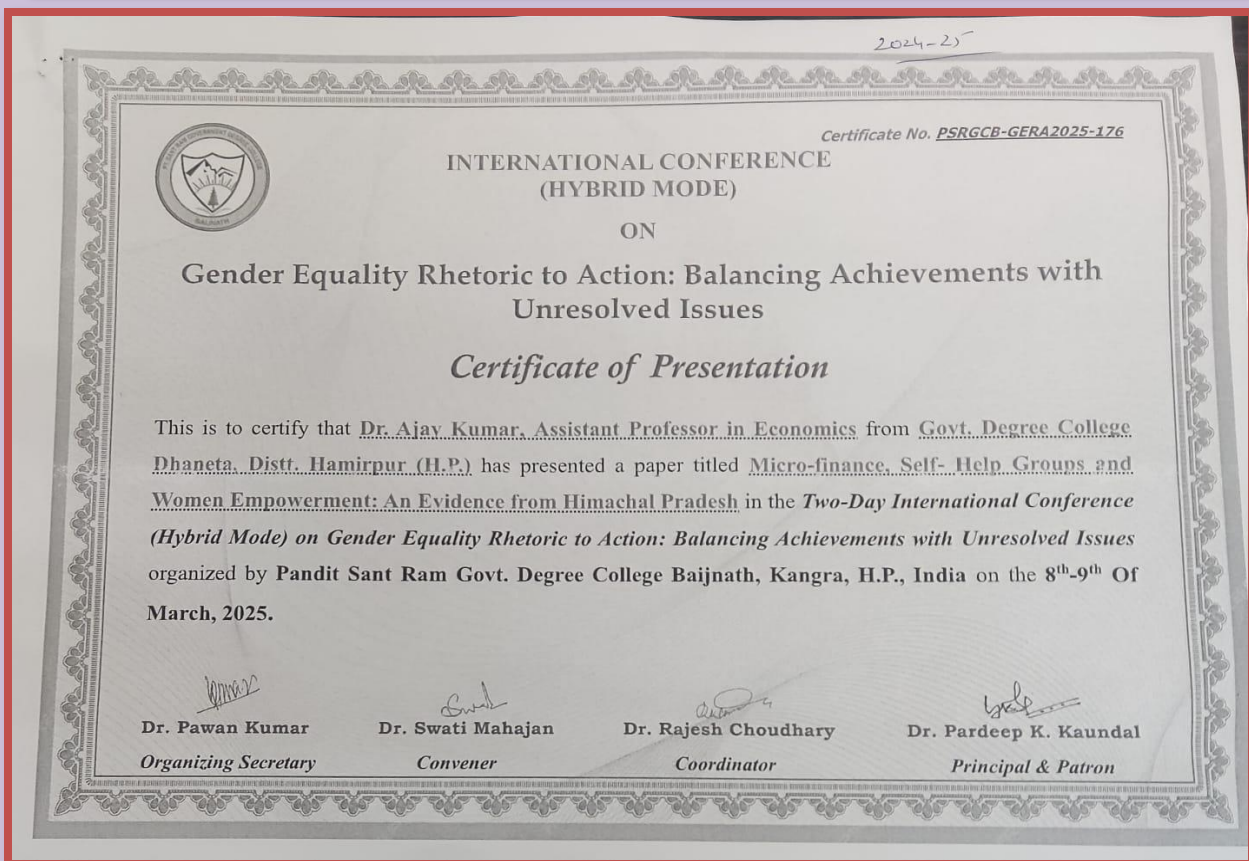 2024-25
Certificate No. PSRGCB-GERA2025-176
INTERNATIONAL CONFERENCE
(HYBRID MODE)
ON
Gender Equality Rhetoric to Action: Balancing Achievements with
Unresolved Issues
Certificate of Presentation
This is to certify that Dr. Ajay Kumar, Assistant Professor in Economics from Govt. Degree College
Dhaneta, Distt. Hamirpur (H.P.) has presented a paper titled Micro-finance, Self- Help Groups and
Women Empowerment: An Evidence from Himachal Pradesh in the Two-Day International Conference
(Hybrid Mode) on Gender Equality Rhetoric to Action: Balancing Achievements with Unresolved Issues
organized by Pandit Sant Ram Govt. Degree College Baijnath, Kangra, H.P., India on the 8th-9th Of
March, 2025.
Dr. Pawan Kumar Dr. Swati Mahajan Dr. Rajesh Choudhary Dr. Pardeep K. Kaundal
Organizing Secretary Convener Coordinator Principal & Patron